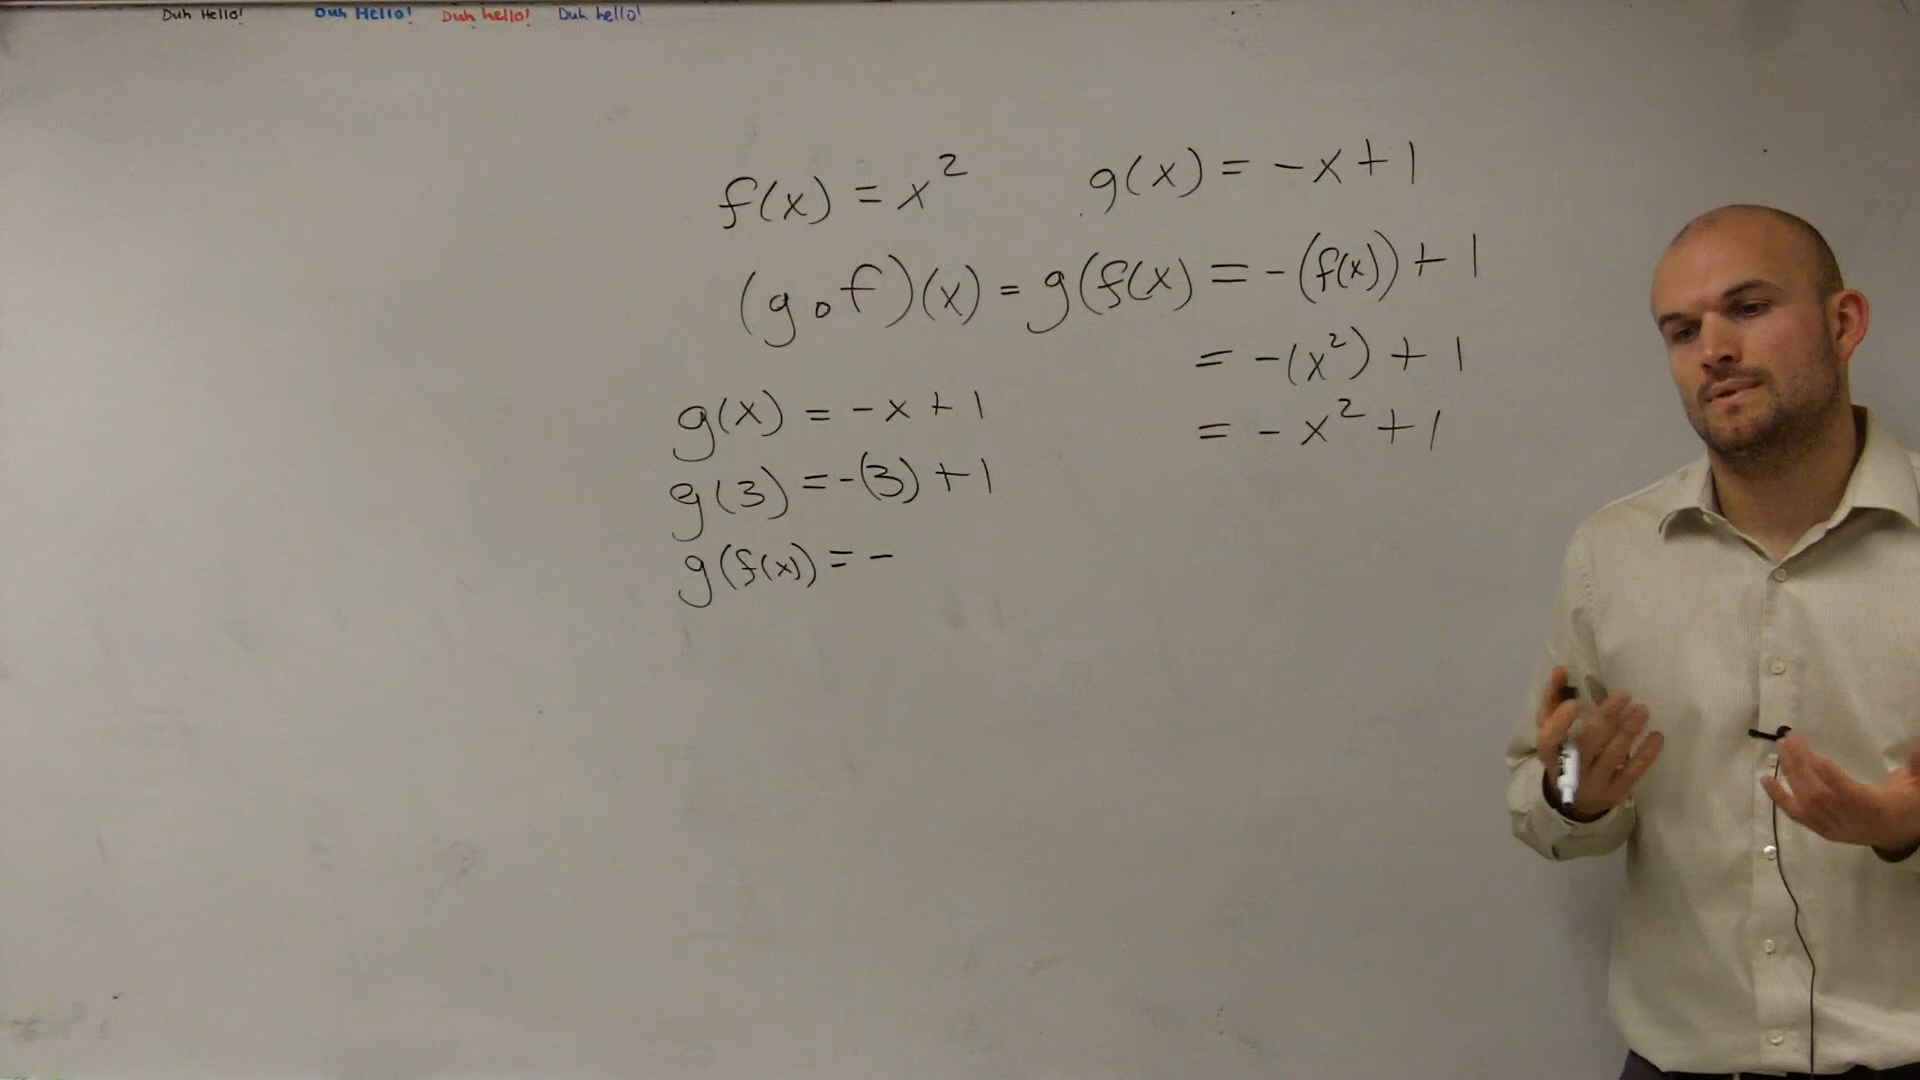 Duh Hello! Duh Hello! Duh hello! Duh hello!
f(x) = x² g(x) = -x + 1
(g∘f)(x) = g(f(x) = -(f(x)) + 1
= -(x²) + 1
= -x² + 1
g(x) = -x + 1
g(3) = -(3) + 1
g(f(x)) = -